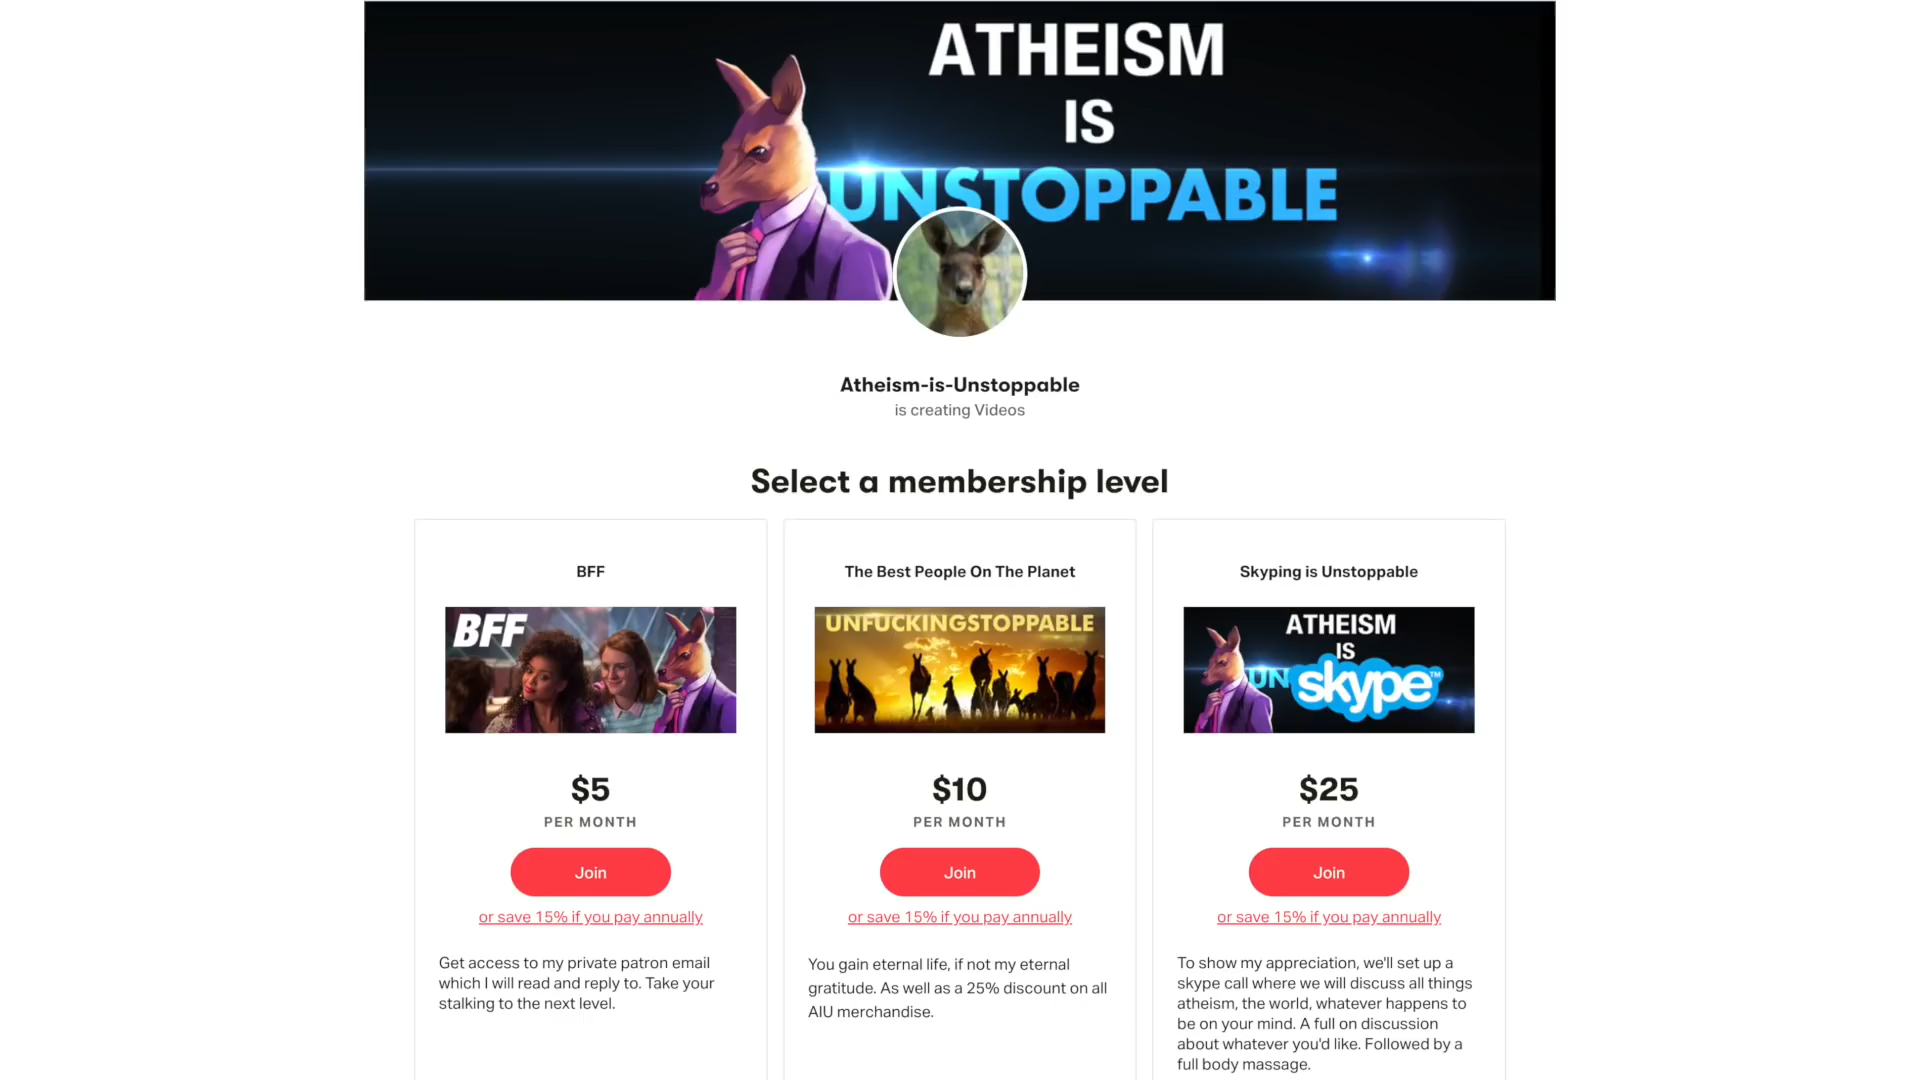 ATHEISM
IS
UNSTOPPABLE
Atheism-is-Unstoppable
is creating Videos
Select a membership level
BFF
BFF
$5
PER MONTH
Join
or save 15% if you pay annually
Get access to my private patron email
which I will read and reply to. Take your
stalking to the next level.
The Best People On The Planet
UNFUCKINGSTOPPABLE
$10
PER MONTH
Join
or save 15% if you pay annually
You gain eternal life, if not my eternal
gratitude. As well as a 25% discount on all
AIU merchandise.
Skyping is Unstoppable
ATHEISM
IS
UN skype™
$25
PER MONTH
Join
or save 15% if you pay annually
To show my appreciation, we'll set up a
skype call where we will discuss all things
atheism, the world, whatever happens to
be on your mind. A full on discussion
about whatever you'd like. Followed by a
full body massage.